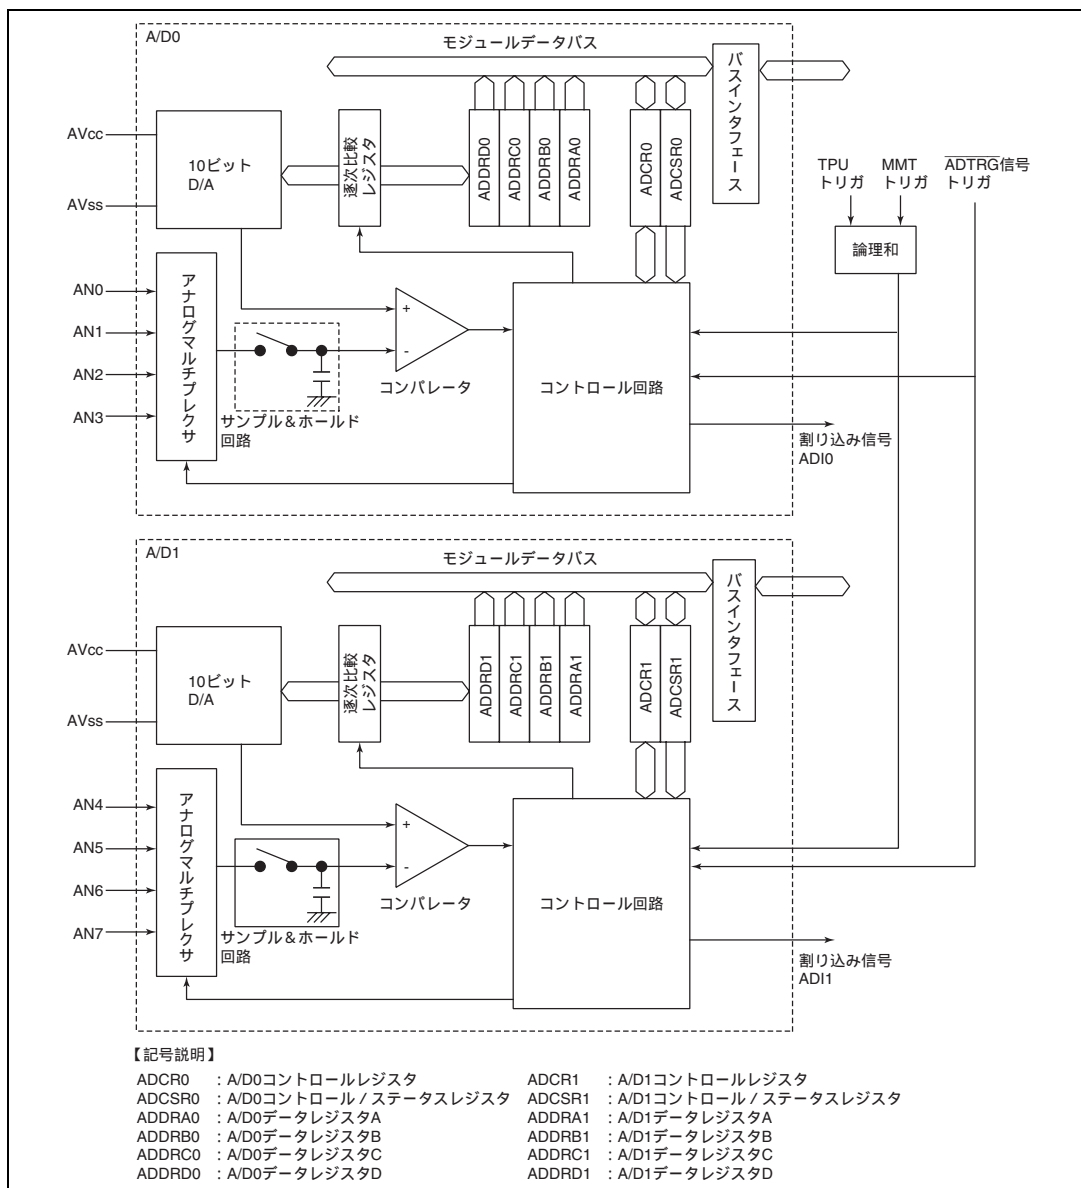 A/D0
モジュールデータバス
バスインタフェース
AVcc
10ビット
D/A
AVss
逐次比較
レジスタ
ADDRD0
ADDRC0
ADDRB0
ADDRA0
ADCR0
ADCSR0
TPU
トリガ
MMT
トリガ
ADTRG信号
トリガ
論理和
AN0
AN1
AN2
AN3
アナログマルチプレクサ
サンプル&ホールド
回路
+
-
コンパレータ
コントロール回路
割り込み信号
ADI0
A/D1
モジュールデータバス
バスインタフェース
AVcc
10ビット
D/A
AVss
逐次比較
レジスタ
ADDRD1
ADDRC1
ADDRB1
ADDRA1
ADCR1
ADCSR1
AN4
AN5
AN6
AN7
アナログマルチプレクサ
サンプル&ホールド
回路
+
-
コンパレータ
コントロール回路
割り込み信号
ADI1
【記号説明】
ADCR0 : A/D0コントロールレジスタ
ADCSR0 : A/D0コントロール / ステータスレジスタ
ADDRA0 : A/D0データレジスタA
ADDRB0 : A/D0データレジスタB
ADDRC0 : A/D0データレジスタC
ADDRD0 : A/D0データレジスタD
ADCR1 : A/D1コントロールレジスタ
ADCSR1 : A/D1コントロール / ステータスレジスタ
ADDRA1 : A/D1データレジスタA
ADDRB1 : A/D1データレジスタB
ADDRC1 : A/D1データレジスタC
ADDRD1 : A/D1データレジスタD